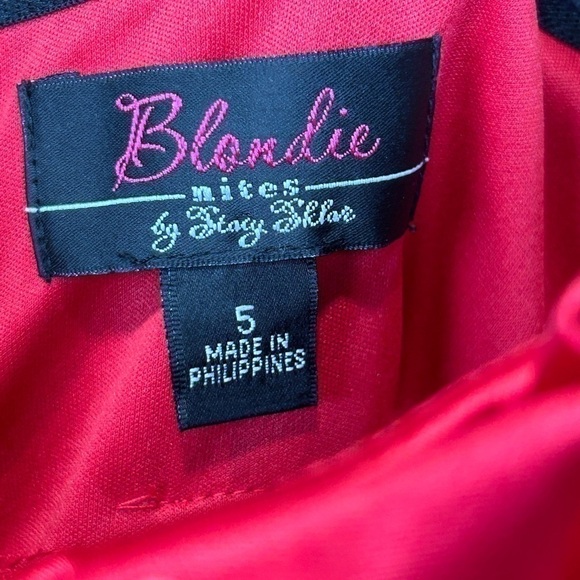 Blondie
nites
by Stacy Sklar
5
MADE IN
PHILIPPINES